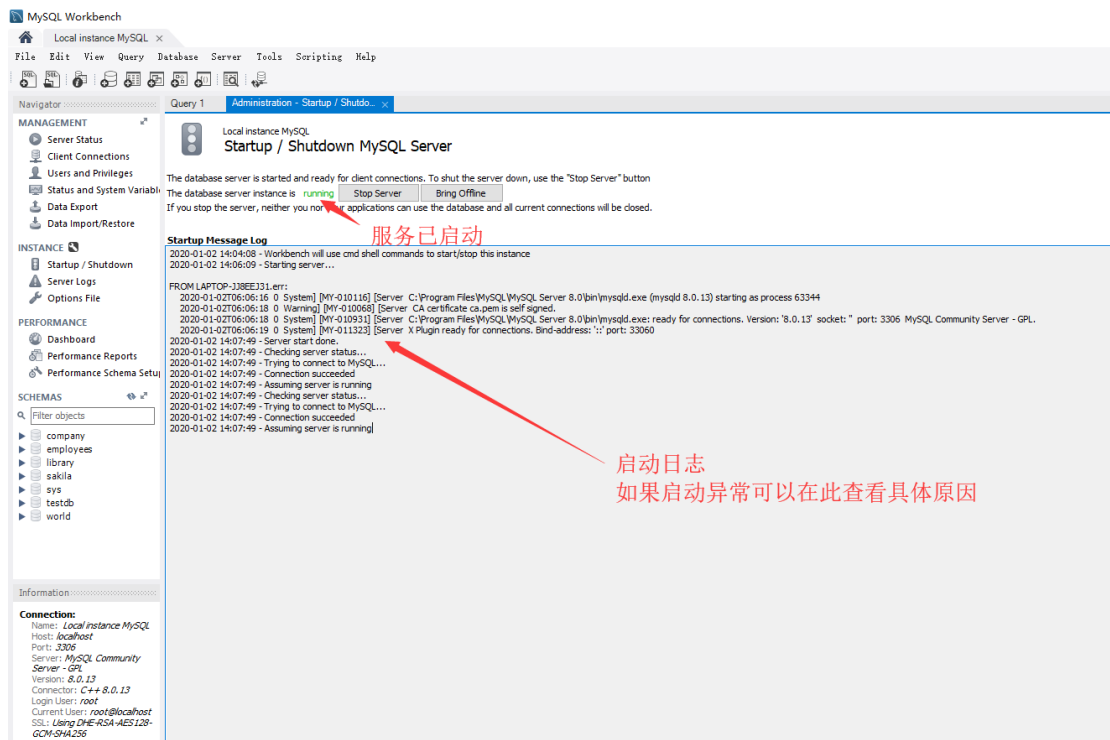 MySQL Workbench
Local instance MySQL ×
File Edit View Query Database Server Tools Scripting Help
Navigator
Query 1
Administration - Startup / Shutdo... ×
MANAGEMENT
Server Status
Client Connections
Users and Privileges
Status and System Variabl
Data Export
Data Import/Restore
INSTANCE
Startup / Shutdown
Server Logs
Options File
PERFORMANCE
Dashboard
Performance Reports
Performance Schema Setu
SCHEMAS
Filter objects
company
employees
library
sakila
sys
testdb
world
Information
Connection:
Name: Local instance MySQL
Host: localhost
Port: 3306
Server: MySQL Community
Server - GPL
Version: 8.0.13
Connector: C++ 8.0.13
Login User: root
Current User: root@localhost
SSL: Using DHE-RSA-AES128-
GCM-SHA256
Local instance MySQL
Startup / Shutdown MySQL Server
The database server is started and ready for client connections. To shut the server down, use the "Stop Server" button
The database server instance is running Stop Server Bring Offline
If you stop the server, neither you nor your applications can use the database and all current connections will be closed.
服务已启动
Startup Message Log
2020-01-02 14:04:08 - Workbench will use cmd shell commands to start/stop this instance
2020-01-02 14:06:09 - Starting server...
FROM LAPTOP-JJ8EEJ31.err:
2020-01-02T06:06:16 0 System] [MY-010116] [Server C:\Program Files\MySQL\MySQL Server 8.0\bin\mysqld.exe (mysqld 8.0.13) starting as process 63344
2020-01-02T06:06:18 0 Warning] [MY-010068] [Server CA certificate ca.pem is self signed.
2020-01-02T06:06:18 0 System] [MY-010931] [Server C:\Program Files\MySQL\MySQL Server 8.0\bin\mysqld.exe: ready for connections. Version: '8.0.13' socket: '' port: 3306 MySQL Community Server - GPL.
2020-01-02T06:06:19 0 System] [MY-011323] [Server X Plugin ready for connections. Bind-address: '::' port: 33060
2020-01-02 14:07:49 - Server start done.
2020-01-02 14:07:49 - Checking server status...
2020-01-02 14:07:49 - Trying to connect to MySQL...
2020-01-02 14:07:49 - Connection succeeded
2020-01-02 14:07:49 - Assuming server is running
2020-01-02 14:07:49 - Checking server status...
2020-01-02 14:07:49 - Trying to connect to MySQL...
2020-01-02 14:07:49 - Connection succeeded
2020-01-02 14:07:49 - Assuming server is running
启动日志
如果启动异常可以在此查看具体原因